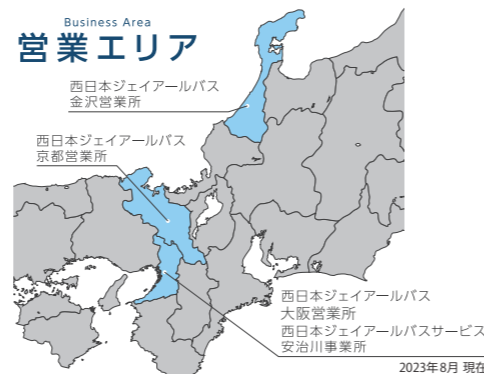 Business Area
営業エリア
西日本ジェイアールバス
金沢営業所
西日本ジェイアールバス
京都営業所
西日本ジェイアールバス
大阪営業所
西日本ジェイアールバスサービス
安治川事業所
2023年8月 現在